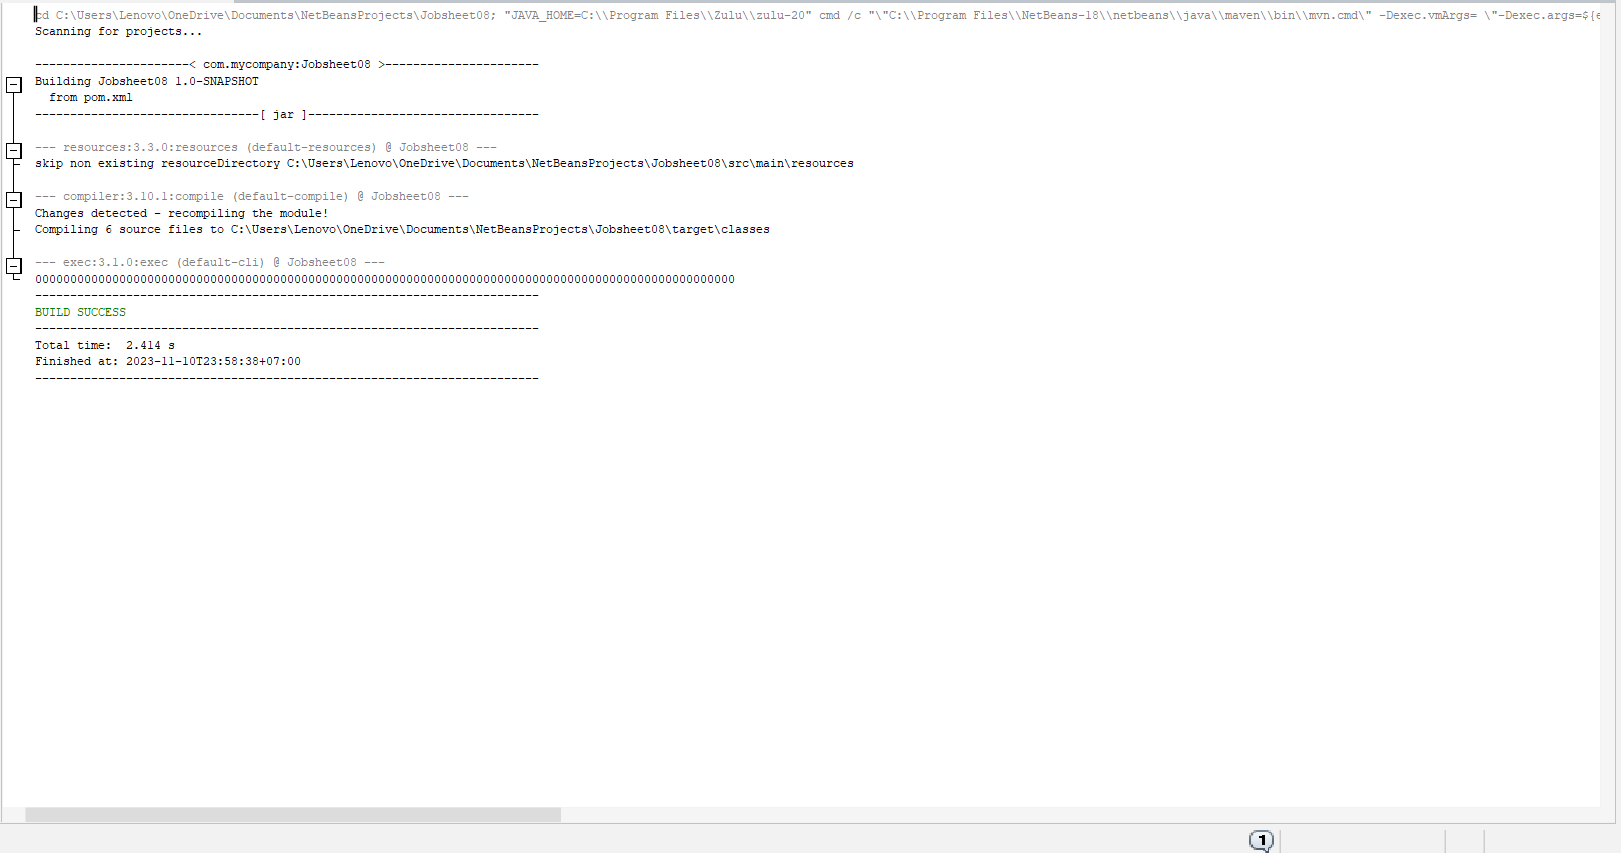 cd C:\Users\Lenovo\OneDrive\Documents\NetBeansProjects\Jobsheet08; "JAVA_HOME=C:\\Program Files\\Zulu\\zulu-20" cmd /c "\"C:\\Program Files\\NetBeans-18\\netbeans\\java\\maven\\bin\\mvn.cmd\" -Dexec.vmArgs= \"-Dexec.args=${e
Scanning for projects...
----------------------< com.mycompany:Jobsheet08 >----------------------
Building Jobsheet08 1.0-SNAPSHOT
  from pom.xml
--------------------------------[ jar ]---------------------------------
--- resources:3.3.0:resources (default-resources) @ Jobsheet08 ---
skip non existing resourceDirectory C:\Users\Lenovo\OneDrive\Documents\NetBeansProjects\Jobsheet08\src\main\resources
--- compiler:3.10.1:compile (default-compile) @ Jobsheet08 ---
Changes detected - recompiling the module!
Compiling 6 source files to C:\Users\Lenovo\OneDrive\Documents\NetBeansProjects\Jobsheet08\target\classes
--- exec:3.1.0:exec (default-cli) @ Jobsheet08 ---
0000000000000000000000000000000000000000000000000000000000000000000000000000000000000000000000000000
------------------------------------------------------------------------
BUILD SUCCESS
------------------------------------------------------------------------
Total time:  2.414 s
Finished at: 2023-11-10T23:58:38+07:00
------------------------------------------------------------------------
1